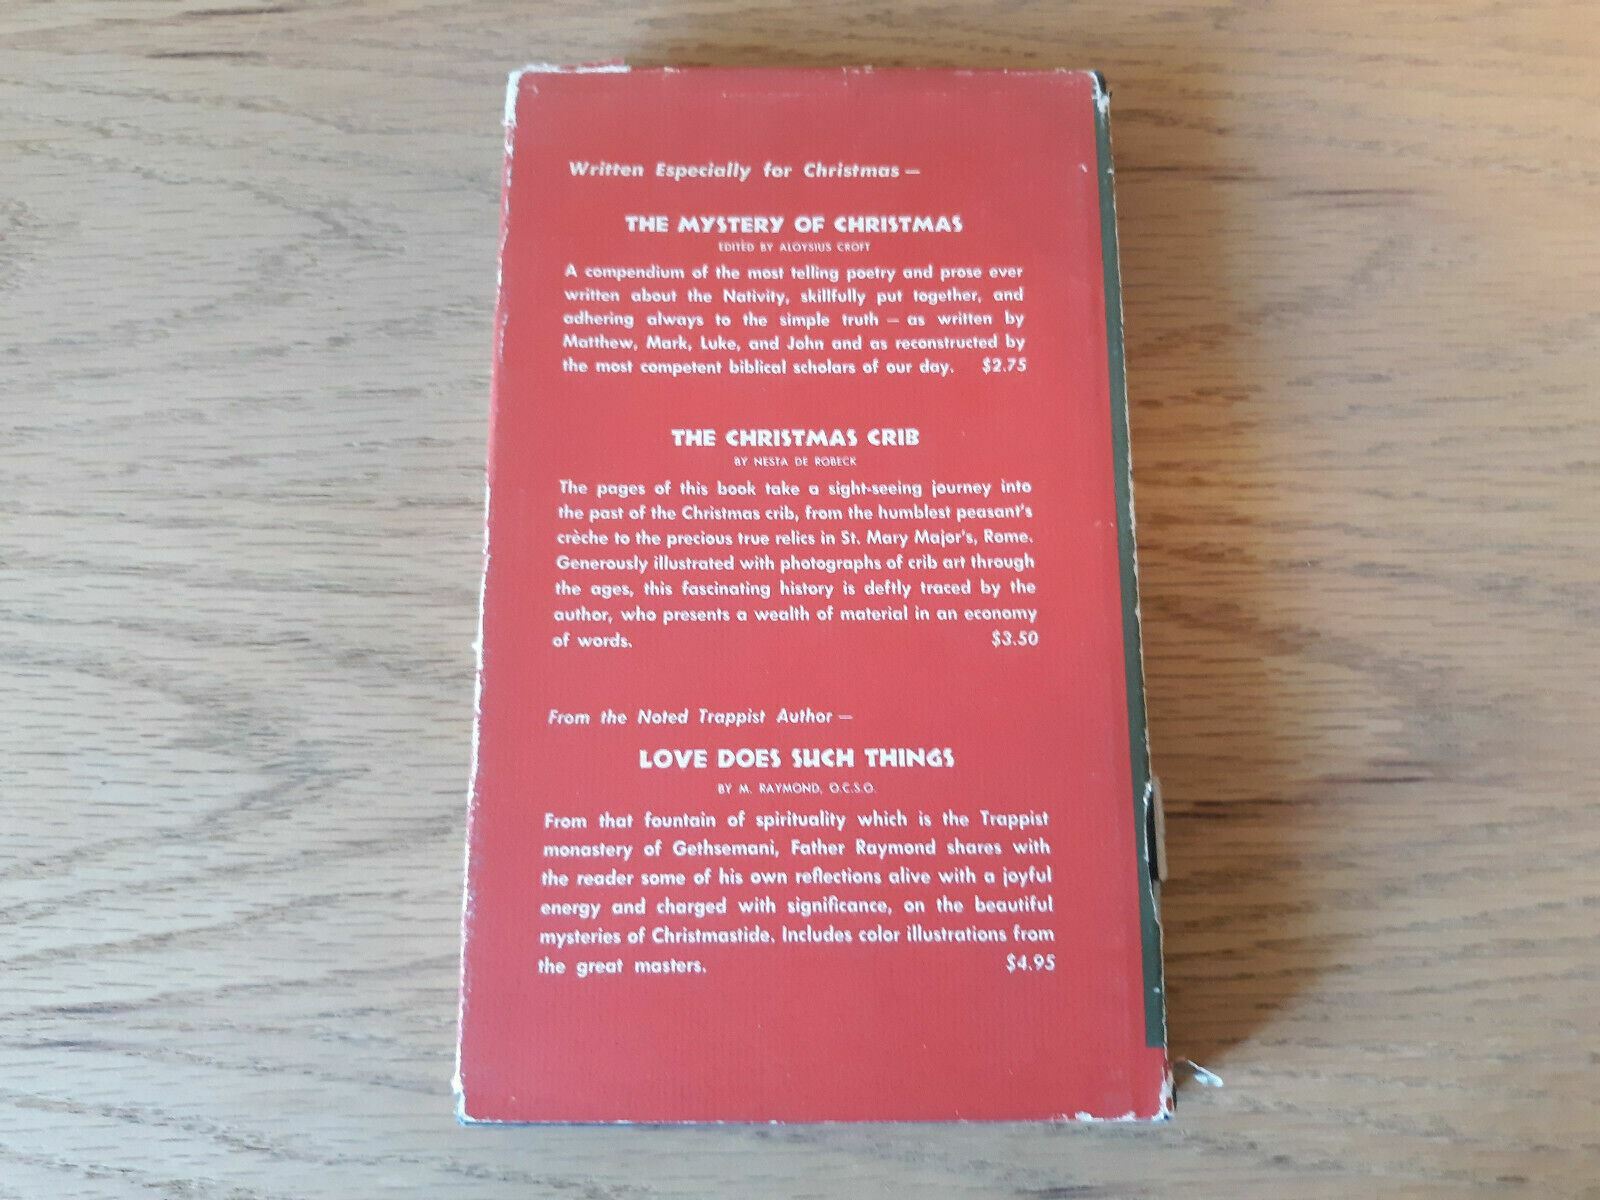 Written Especially for Christmas —
THE MYSTERY OF CHRISTMAS
EDITED BY ALOYSIUS CROFT
A compendium of the most telling poetry and prose ever
written about the Nativity, skillfully put together, and
adhering always to the simple truth — as written by
Matthew, Mark, Luke, and John and as reconstructed by
the most competent biblical scholars of our day. $2.75
THE CHRISTMAS CRIB
BY NESTA DE ROBECK
The pages of this book take a sight-seeing journey into
the past of the Christmas crib, from the humblest peasant's
crèche to the precious true relics in St. Mary Major's, Rome.
Generously illustrated with photographs of crib art through
the ages, this fascinating history is deftly traced by the
author, who presents a wealth of material in an economy
of words. $3.50
From the Noted Trappist Author —
LOVE DOES SUCH THINGS
BY M. RAYMOND, O.C.S.O.
From that fountain of spirituality which is the Trappist
monastery of Gethsemani, Father Raymond shares with
the reader some of his own reflections alive with a joyful
energy and charged with significance, on the beautiful
mysteries of Christmastide. Includes color illustrations from
the great masters. $4.95